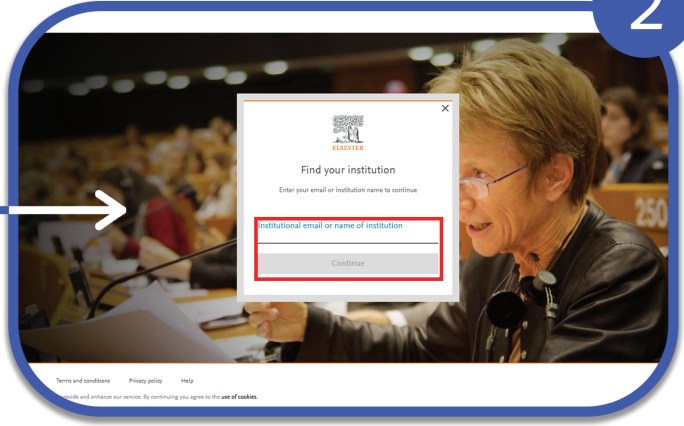 2
ELSEVIER
Find your institution
Enter your email or institution name to continue
Institutional email or name of institution
Continue
250
Terms and conditions Privacy policy Help
provide and enhance our service. By continuing you agree to the use of cookies.